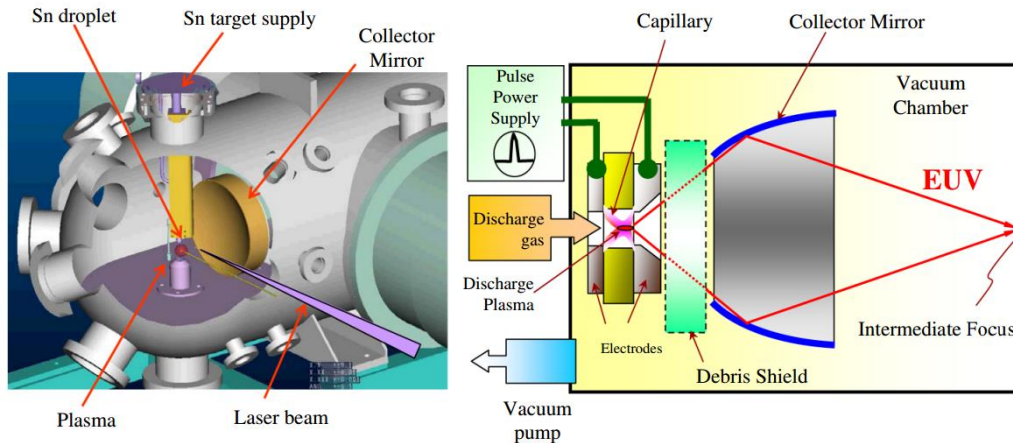 Sn droplet
Sn target supply
Collector
Mirror
Plasma
Laser beam
Capillary
Collector Mirror
Pulse
Power
Supply
Vacuum
Chamber
EUV
Discharge
gas
Discharge
Plasma
Electrodes
Debris Shield
Intermediate Focus
Vacuum
pump